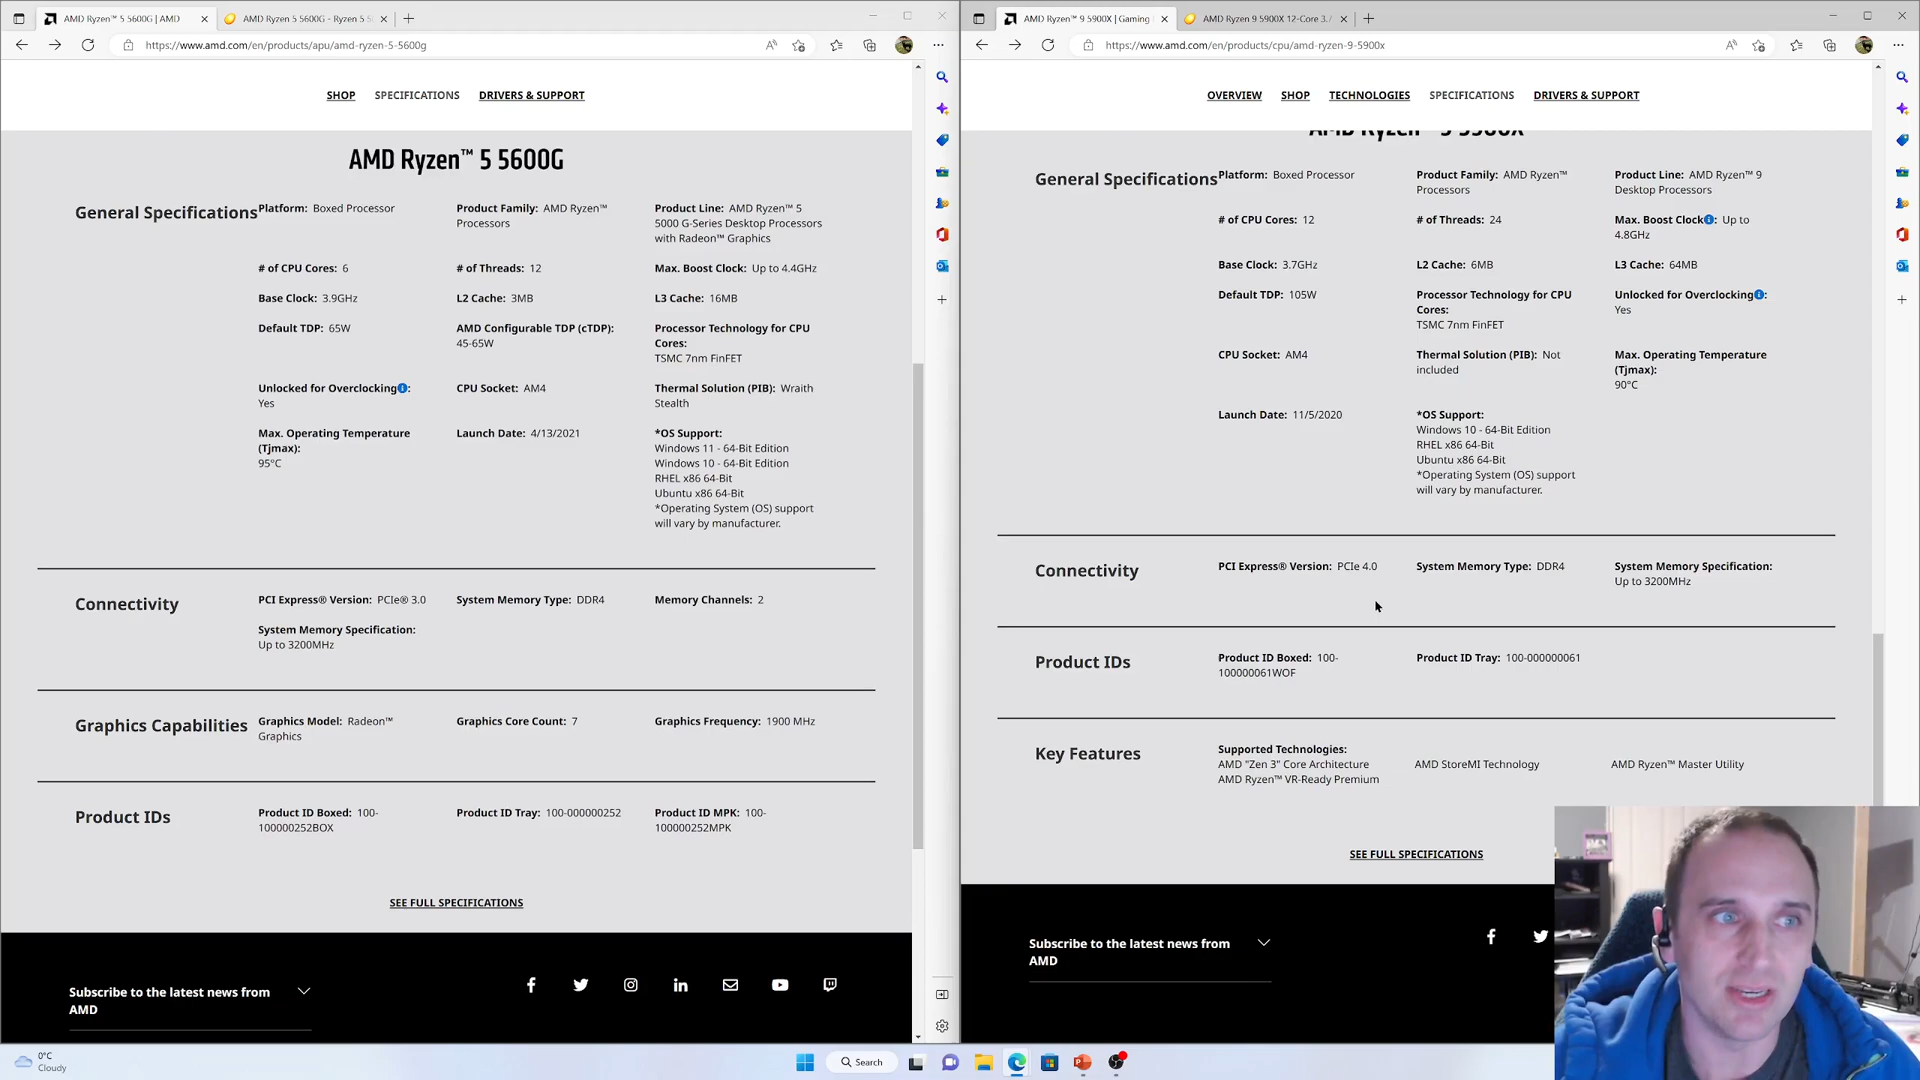 AMD Ryzen™ 5 5600G | AMD
AMD Ryzen 5 5600G - Ryzen 5
https://www.amd.com/en/products/apu/amd-ryzen-5-5600g
SHOP SPECIFICATIONS DRIVERS & SUPPORT
AMD Ryzen™ 5 5600G
General Specifications
Platform: Boxed Processor
Product Family: AMD Ryzen™
Processors
Product Line: AMD Ryzen™ 5
5000 G-Series Desktop Processors
with Radeon™ Graphics
# of CPU Cores: 6
# of Threads: 12
Max. Boost Clock: Up to 4.4GHz
Base Clock: 3.9GHz
L2 Cache: 3MB
L3 Cache: 16MB
Default TDP: 65W
AMD Configurable TDP (cTDP):
45-65W
Processor Technology for CPU
Cores:
TSMC 7nm FinFET
Unlocked for Overclocking:
Yes
CPU Socket: AM4
Thermal Solution (PIB): Wraith
Stealth
Max. Operating Temperature
(Tjmax):
95°C
Launch Date: 4/13/2021
*OS Support:
Windows 11 - 64-Bit Edition
Windows 10 - 64-Bit Edition
RHEL x86 64-Bit
Ubuntu x86 64-Bit
*Operating System (OS) support
will vary by manufacturer.
Connectivity
PCI Express® Version: PCIe® 3.0
System Memory Type: DDR4
Memory Channels: 2
System Memory Specification:
Up to 3200MHz
Graphics Capabilities
Graphics Model: Radeon™
Graphics
Graphics Core Count: 7
Graphics Frequency: 1900 MHz
Product IDs
Product ID Boxed: 100-
100000252BOX
Product ID Tray: 100-000000252
Product ID MPK: 100-
100000252MPK
SEE FULL SPECIFICATIONS
Subscribe to the latest news from
AMD
AMD Ryzen™ 9 5900X | Gaming
AMD Ryzen 9 5900X 12-Core 3.
https://www.amd.com/en/products/cpu/amd-ryzen-9-5900x
OVERVIEW SHOP TECHNOLOGIES SPECIFICATIONS DRIVERS & SUPPORT
General Specifications
Platform: Boxed Processor
Product Family: AMD Ryzen™
Processors
Product Line: AMD Ryzen™ 9
Desktop Processors
# of CPU Cores: 12
# of Threads: 24
Max. Boost Clock: Up to
4.8GHz
Base Clock: 3.7GHz
L2 Cache: 6MB
L3 Cache: 64MB
Default TDP: 105W
Processor Technology for CPU
Cores:
TSMC 7nm FinFET
Unlocked for Overclocking:
Yes
CPU Socket: AM4
Thermal Solution (PIB): Not
included
Max. Operating Temperature
(Tjmax):
90°C
Launch Date: 11/5/2020
*OS Support:
Windows 10 - 64-Bit Edition
RHEL x86 64-Bit
Ubuntu x86 64-Bit
*Operating System (OS) support
will vary by manufacturer.
Connectivity
PCI Express® Version: PCIe 4.0
System Memory Type: DDR4
System Memory Specification:
Up to 3200MHz
Product IDs
Product ID Boxed: 100-
100000061WOF
Product ID Tray: 100-000000061
Key Features
Supported Technologies:
AMD "Zen 3" Core Architecture
AMD Ryzen™ VR-Ready Premium
AMD StoreMI Technology
AMD Ryzen™ Master Utility
SEE FULL SPECIFICATIONS
Subscribe to the latest news from
AMD
0°C
Cloudy
Search